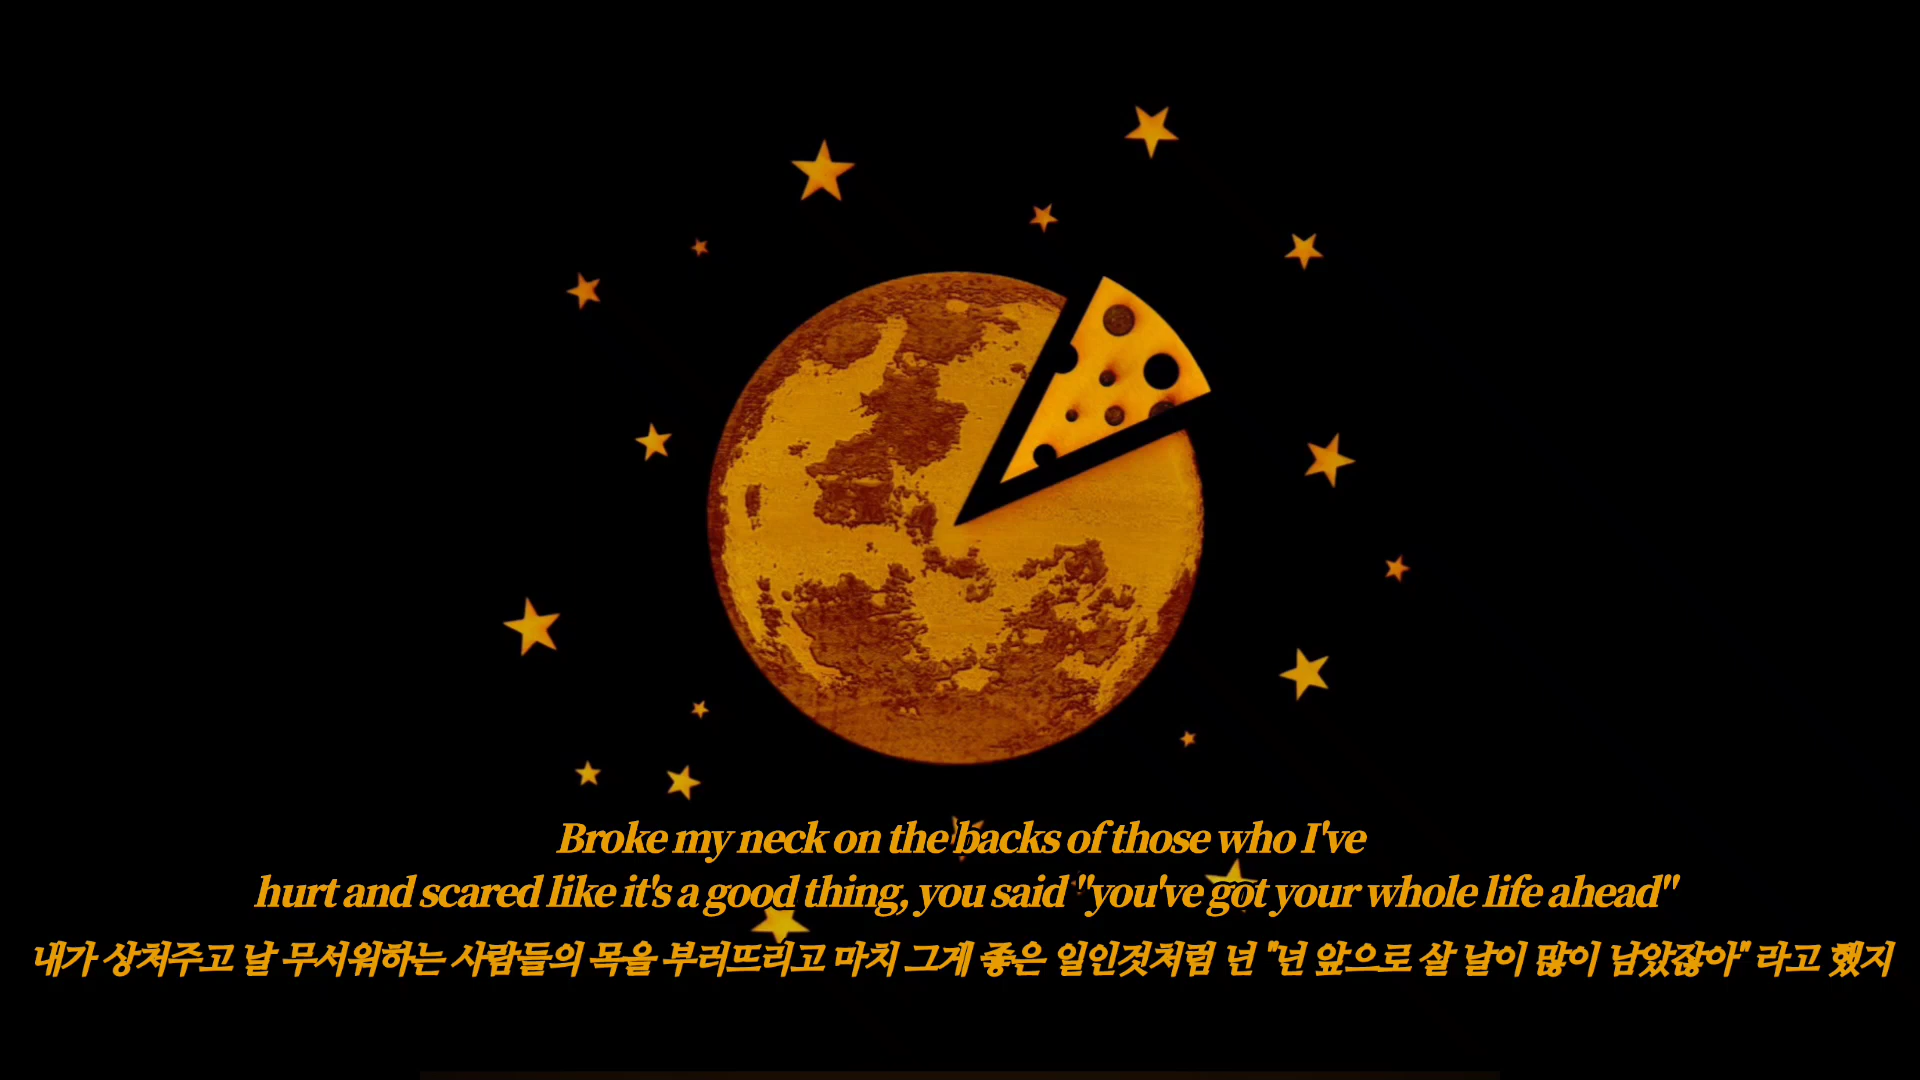 Broke my neck on the backs of those who I've
hurt and scared like it's a good thing, you said "you've got your whole life ahead"
내가 상처주고 날 무서워하는 사람들의 목을 부러뜨리고 마치 그게 좋은 일인것처럼 넌 "넌 앞으로 살 날이 많이 남았잖아" 라고 했지